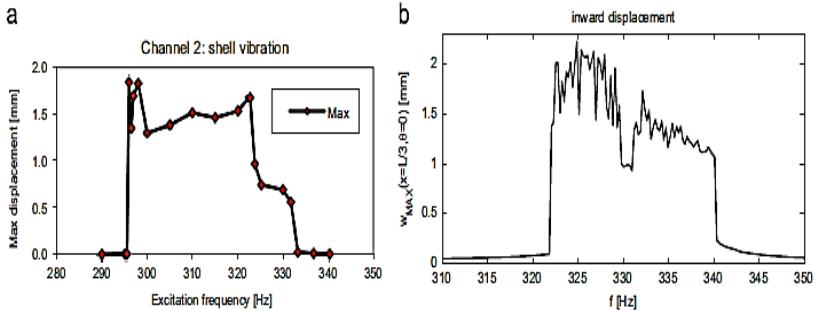 a
Channel 2: shell vibration
Max displacement [mm]
2.0
1.5
1.0
0.5
0.0
Max
280 290 300 310 320 330 340 350
Excitation frequency [Hz]
b
inward displacement
w_MAX(x=L/3,θ=0) [mm]
2
1.5
1
0.5
0
310 315 320 325 330 335 340 345 350
f [Hz]